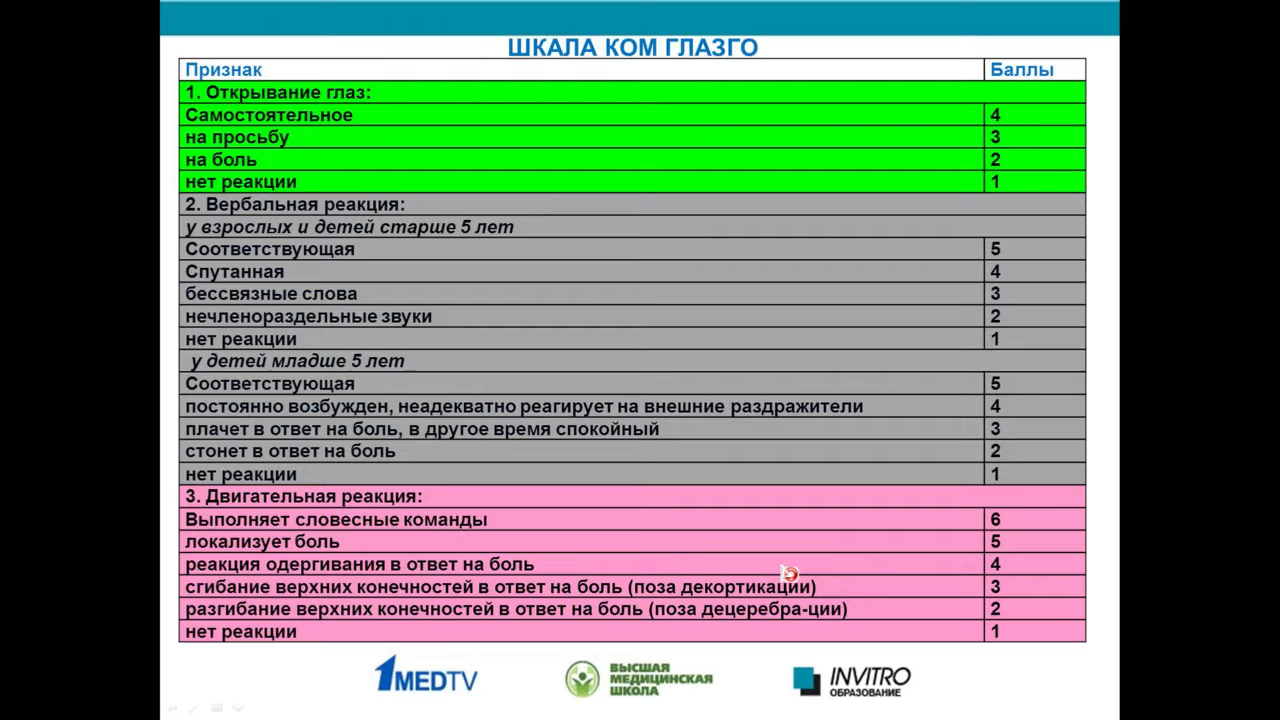 ШКАЛА КОМ ГЛАЗГО
Признак Баллы
1. Открывание глаз:
Самостоятельное 4
на просьбу 3
на боль 2
нет реакции 1
2. Вербальная реакция:
у взрослых и детей старше 5 лет
Соответствующая 5
Спутанная 4
бессвязные слова 3
нечленораздельные звуки 2
нет реакции 1
у детей младше 5 лет
Соответствующая 5
постоянно возбужден, неадекватно реагирует на внешние раздражители 4
плачет в ответ на боль, в другое время спокойный 3
стонет в ответ на боль 2
нет реакции 1
3. Двигательная реакция:
Выполняет словесные команды 6
локализует боль 5
реакция одергивания в ответ на боль 4
сгибание верхних конечностей в ответ на боль (поза декортикации) 3
разгибание верхних конечностей в ответ на боль (поза децеребра-ции) 2
нет реакции 1
1MEDTV
ВЫСШАЯ
МЕДИЦИНСКАЯ
ШКОЛА
INVITRO
ОБРАЗОВАНИЕ